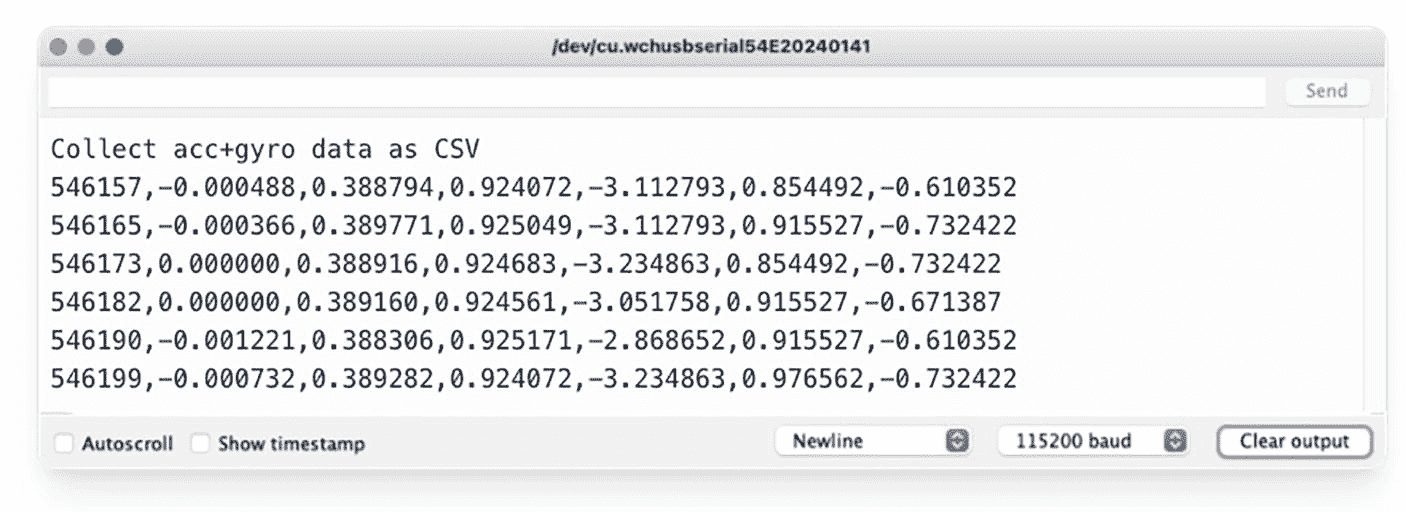 /dev/cu.wchusbserial54E20240141
Send
Collect acc+gyro data as CSV
546157,-0.000488,0.388794,0.924072,-3.112793,0.854492,-0.610352
546165,-0.000366,0.389771,0.925049,-3.112793,0.915527,-0.732422
546173,0.000000,0.388916,0.924683,-3.234863,0.854492,-0.732422
546182,0.000000,0.389160,0.924561,-3.051758,0.915527,-0.671387
546190,-0.001221,0.388306,0.925171,-2.868652,0.915527,-0.610352
546199,-0.000732,0.389282,0.924072,-3.234863,0.976562,-0.732422
Autoscroll Show timestamp Newline 115200 baud Clear output